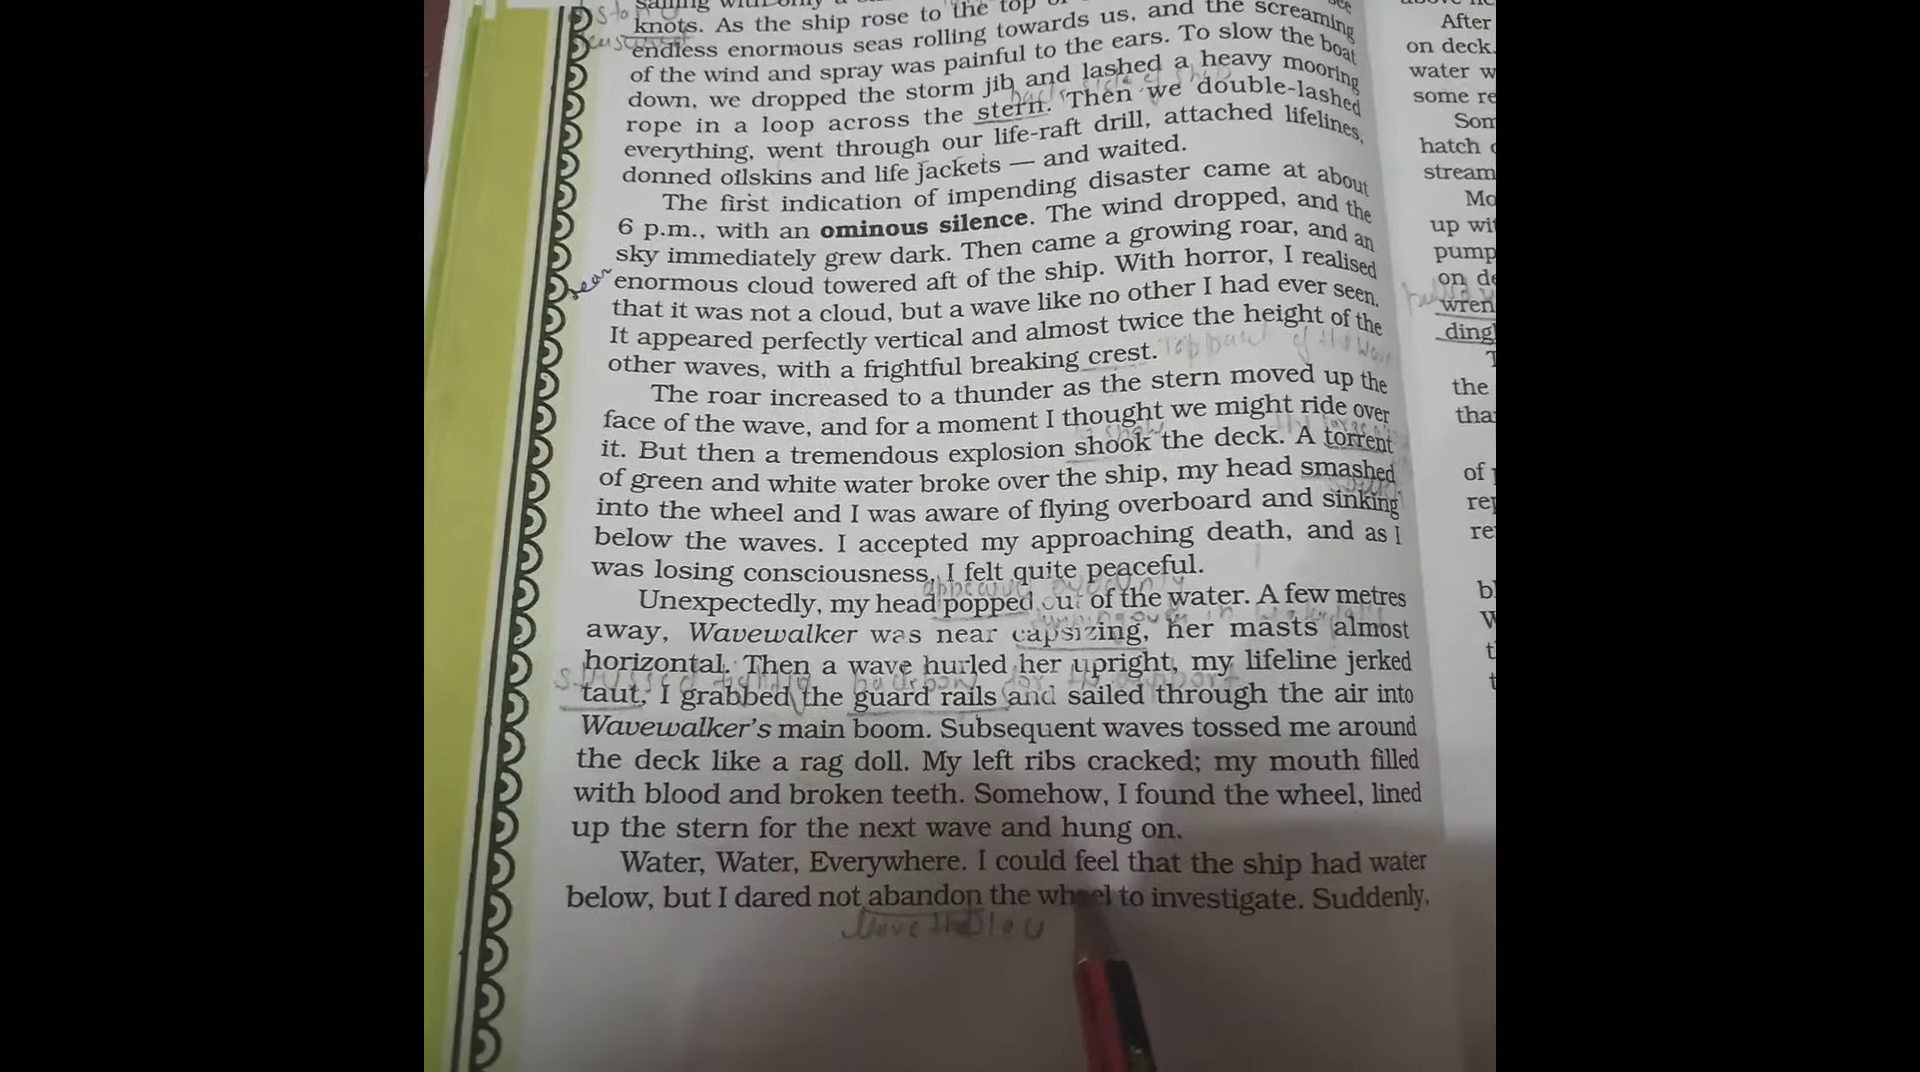 sailing with only a
knots. As the ship rose to the top of
endless enormous seas rolling towards us, and the screaming
of the wind and spray was painful to the ears. To slow the boat
down, we dropped the storm jib and lashed a heavy mooring
rope in a loop across the stern. Then we double-lashed
everything, went through our life-raft drill, attached lifelines,
donned oilskins and life jackets — and waited.
The first indication of impending disaster came at about
6 p.m., with an ominous silence. The wind dropped, and the
sky immediately grew dark. Then came a growing roar, and an
enormous cloud towered aft of the ship. With horror, I realised
that it was not a cloud, but a wave like no other I had ever seen.
It appeared perfectly vertical and almost twice the height of the
other waves, with a frightful breaking crest.
The roar increased to a thunder as the stern moved up the
face of the wave, and for a moment I thought we might ride over
it. But then a tremendous explosion shook the deck. A torrent
of green and white water broke over the ship, my head smashed
into the wheel and I was aware of flying overboard and sinking
below the waves. I accepted my approaching death, and as I
was losing consciousness, I felt quite peaceful.
Unexpectedly, my head popped out of the water. A few metres
away, Wavewalker was near capsizing, her masts almost
horizontal. Then a wave hurled her upright, my lifeline jerked
taut, I grabbed the guard rails and sailed through the air into
Wavewalker's main boom. Subsequent waves tossed me around
the deck like a rag doll. My left ribs cracked; my mouth filled
with blood and broken teeth. Somehow, I found the wheel, lined
up the stern for the next wave and hung on.
Water, Water, Everywhere. I could feel that the ship had water
below, but I dared not abandon the wheel to investigate. Suddenly,
After
on deck.
water w
some re
Som
hatch
stream
Mo
up wi
pump
on de
wren
ding
the
tha
of